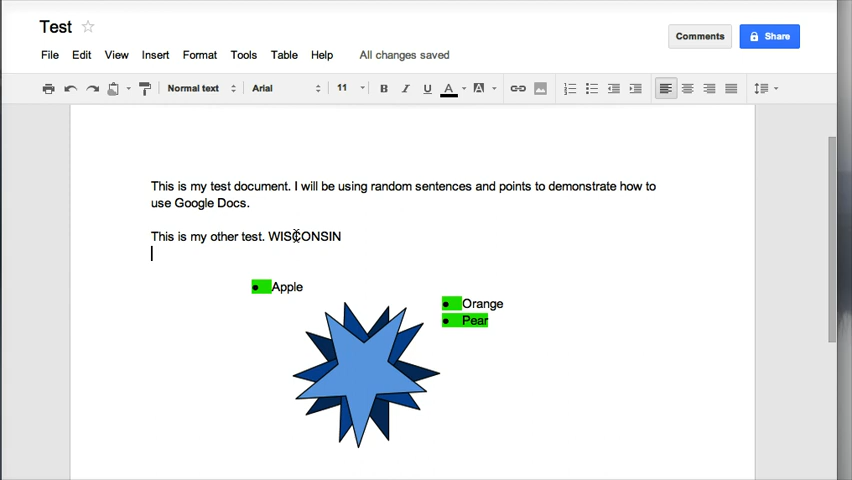 Test
File Edit View Insert Format Tools Table Help All changes saved
Comments Share
Normal text Arial 11 B I U A A
This is my test document. I will be using random sentences and points to demonstrate how to
use Google Docs.
This is my other test. WISCONSIN
Apple
Orange
Pear